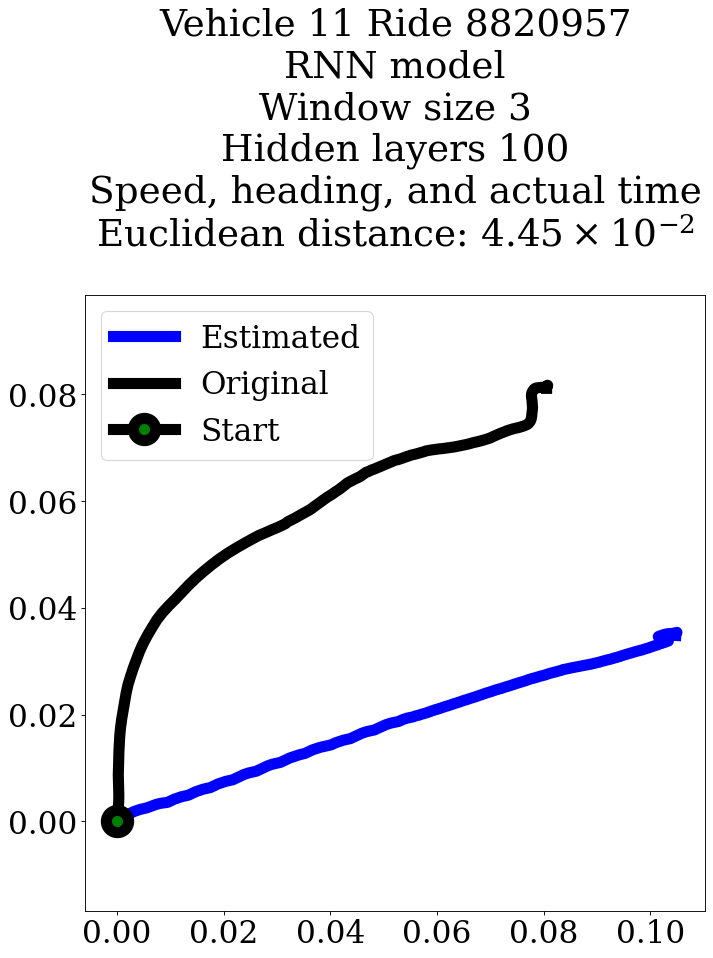 Vehicle 11 Ride 8820957
RNN model
Window size 3
Hidden layers 100
Speed, heading, and actual time
Euclidean distance: 4.45 × 10⁻²
Estimated
Original
Start
0.08
0.06
0.04
0.02
0.00
0.00 0.02 0.04 0.06 0.08 0.10